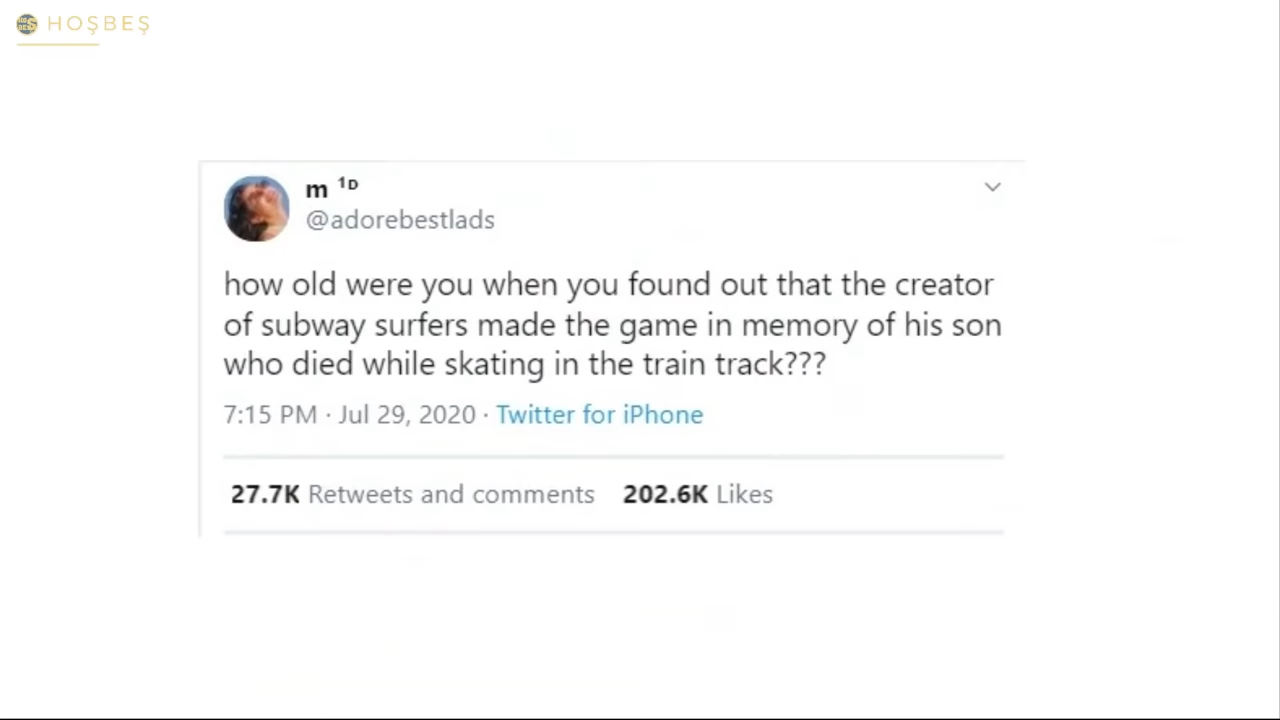 HOŞBEŞ
m ¹ᴰ
@adorebestlads
how old were you when you found out that the creator
of subway surfers made the game in memory of his son
who died while skating in the train track???
7:15 PM · Jul 29, 2020 · Twitter for iPhone
27.7K Retweets and comments 202.6K Likes